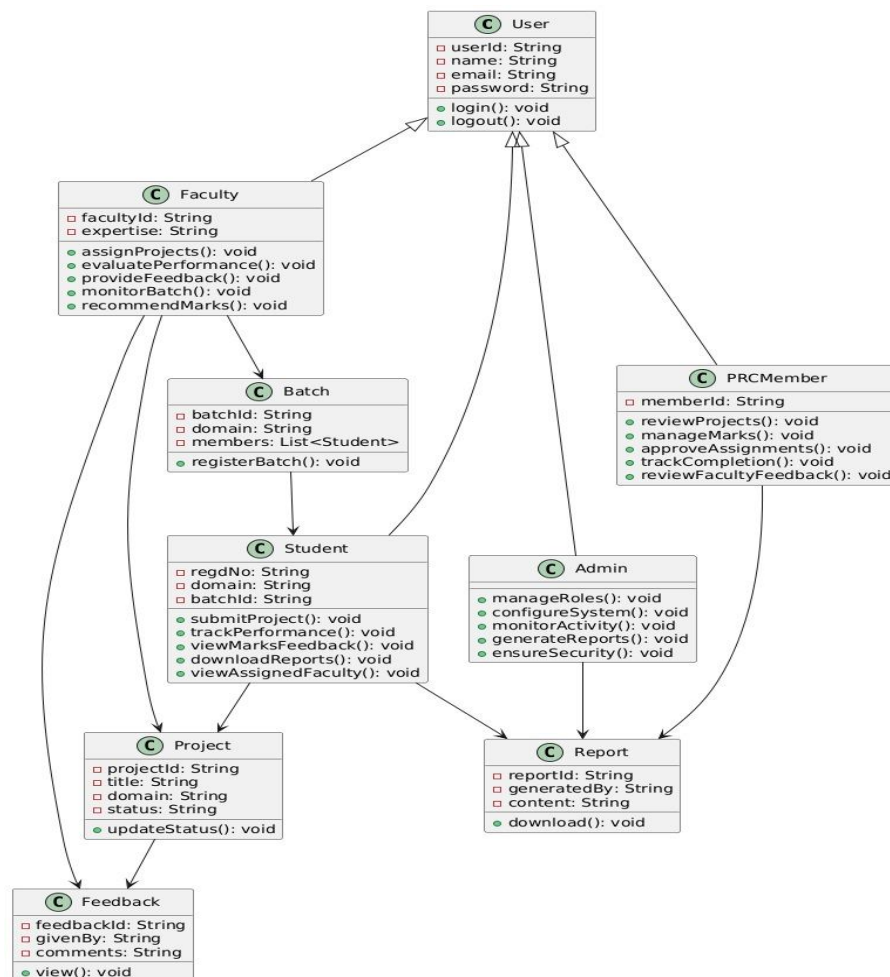 C User
userId: String
name: String
email: String
password: String
login(): void
logout(): void
C Faculty
facultyId: String
expertise: String
assignProjects(): void
evaluatePerformance(): void
provideFeedback(): void
monitorBatch(): void
recommendMarks(): void
C Batch
batchId: String
domain: String
members: List<Student>
registerBatch(): void
C PRCMember
memberId: String
reviewProjects(): void
manageMarks(): void
approveAssignments(): void
trackCompletion(): void
reviewFacultyFeedback(): void
C Student
regdNo: String
domain: String
batchId: String
submitProject(): void
trackPerformance(): void
viewMarksFeedback(): void
downloadReports(): void
viewAssignedFaculty(): void
C Admin
manageRoles(): void
configureSystem(): void
monitorActivity(): void
generateReports(): void
ensureSecurity(): void
C Project
projectId: String
title: String
domain: String
status: String
updateStatus(): void
C Report
reportId: String
generatedBy: String
content: String
download(): void
C Feedback
feedbackId: String
givenBy: String
comments: String
view(): void